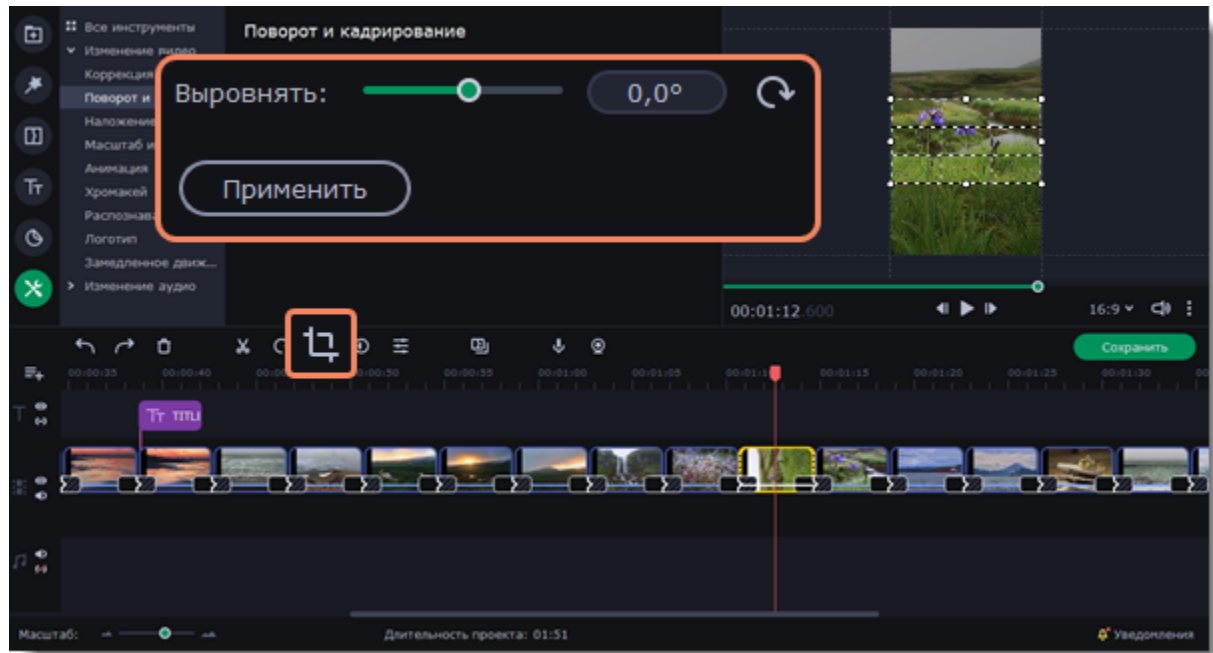 Все инструменты
Изменение видео
Коррекция
Поворот и
Наложение
Масштаб и
Анимация
Хромакей
Логотип
Замедленное движ...
Изменение аудио
Поворот и кадрирование
Выровнять: 0,0°
Применить
00:01:12.600
16:9
Сохранить
00:00:35 00:00:40 00:00:50 00:00:55 00:01:00 00:01:05 00:01:15 00:01:20 00:01:25 00:01:30
Тт TITLI
Масштаб:
Длительность проекта: 01:51
Уведомления